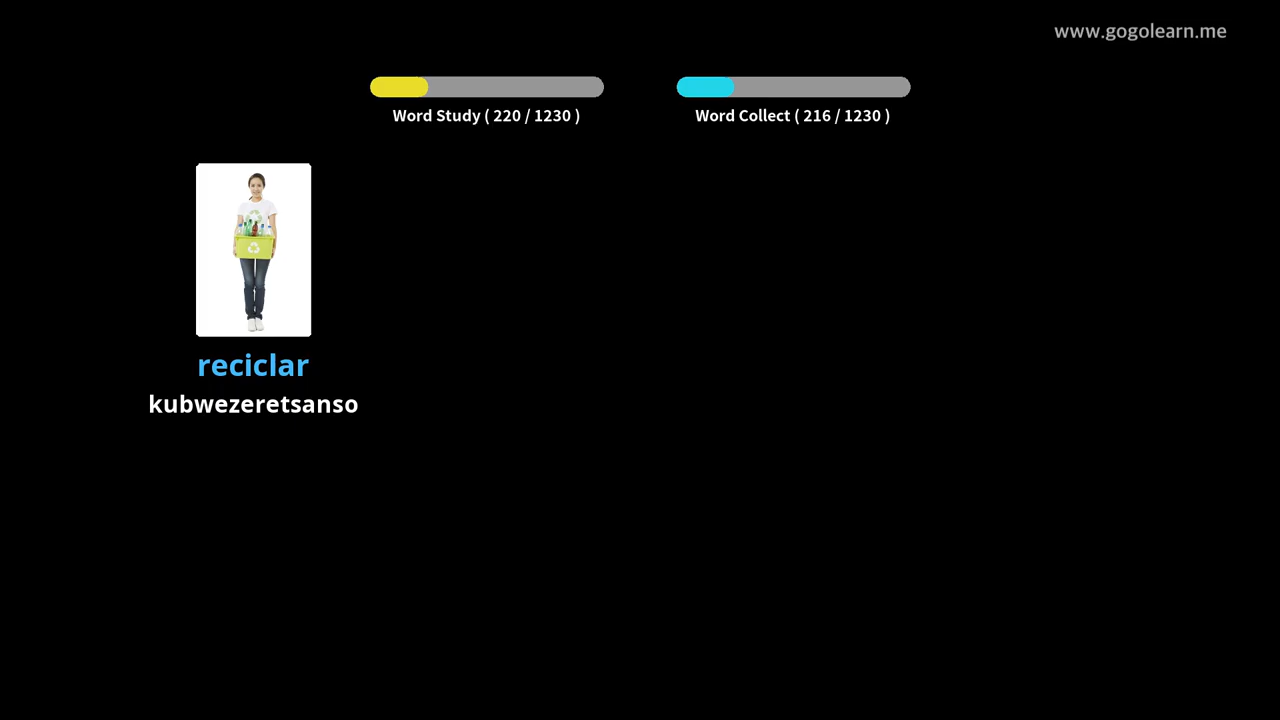 www.gogolearn.me
Word Study ( 220 / 1230 )
Word Collect ( 216 / 1230 )
reciclar
kubwezeretsanso